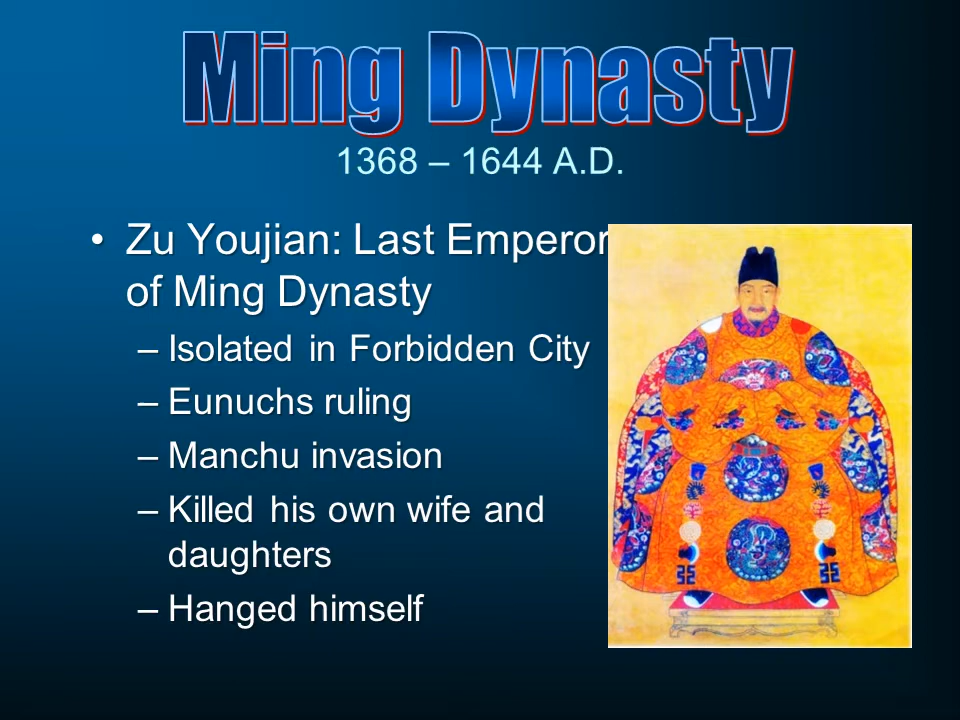 Ming Dynasty
1368 – 1644 A.D.
• Zu Youjian: Last Emperor
of Ming Dynasty
– Isolated in Forbidden City
– Eunuchs ruling
– Manchu invasion
– Killed his own wife and
daughters
– Hanged himself